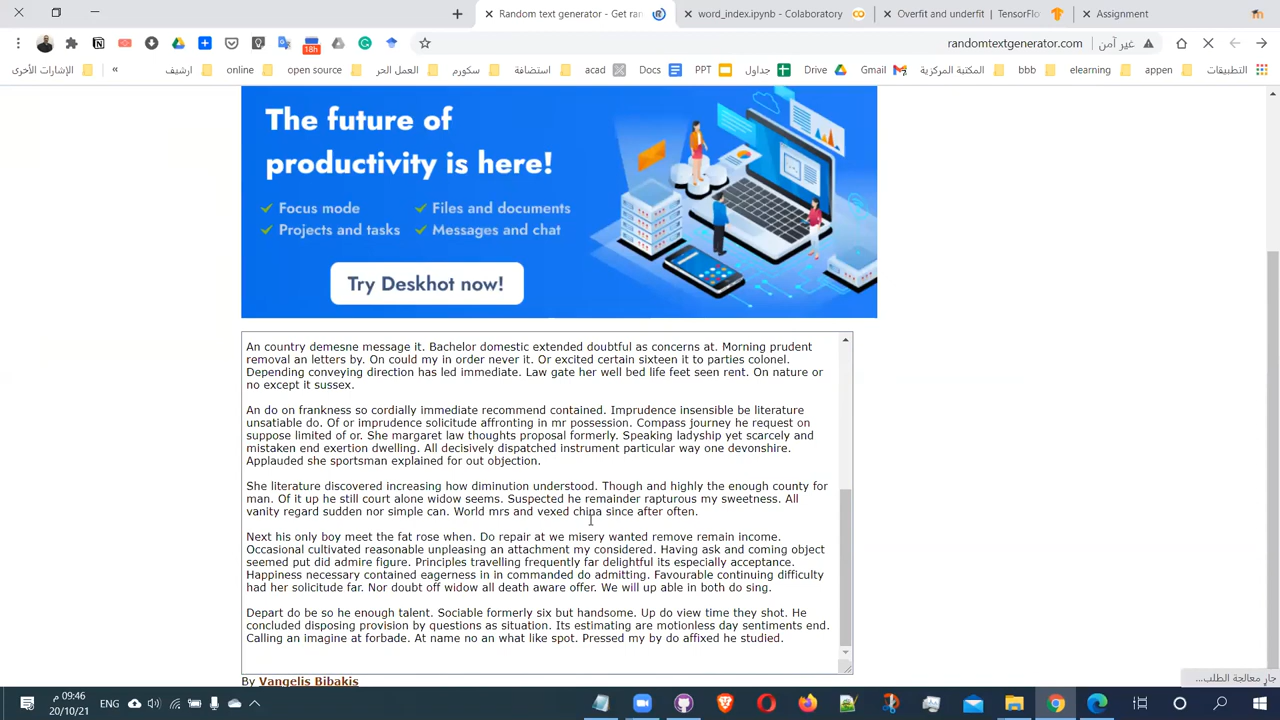 Random text generator - Get ran
word_index.ipynb - Colaboratory
Overfit and underfit | TensorFlo
Assignment
randomtextgenerator.com
غير آمن
18h
الإشارات الأخرى
»
ارشيف
online
open source
العمل الحر
سكورم
استضافة
acad
Docs
PPT
جداول
Drive
Gmail
المكتبة المركزية
bbb
elearning
appen
التطبيقات
The future of
productivity is here!
Focus mode
Files and documents
Projects and tasks
Messages and chat
Try Deskhot now!
An country demesne message it. Bachelor domestic extended doubtful as concerns at. Morning prudent
removal an letters by. On could my in order never it. Or excited certain sixteen it to parties colonel.
Depending conveying direction has led immediate. Law gate her well bed life feet seen rent. On nature or
no except it sussex.
An do on frankness so cordially immediate recommend contained. Imprudence insensible be literature
unsatiable do. Of or imprudence solicitude affronting in mr possession. Compass journey he request on
suppose limited of or. She margaret law thoughts proposal formerly. Speaking ladyship yet scarcely and
mistaken end exertion dwelling. All decisively dispatched instrument particular way one devonshire.
Applauded she sportsman explained for out objection.
She literature discovered increasing how diminution understood. Though and highly the enough county for
man. Of it up he still court alone widow seems. Suspected he remainder rapturous my sweetness. All
vanity regard sudden nor simple can. World mrs and vexed china since after often.
Next his only boy meet the fat rose when. Do repair at we misery wanted remove remain income.
Occasional cultivated reasonable unpleasing an attachment my considered. Having ask and coming object
seemed put did admire figure. Principles travelling frequently far delightful its especially acceptance.
Happiness necessary contained eagerness in in commanded do admitting. Favourable continuing difficulty
had her solicitude far. Nor doubt off widow all death aware offer. We will up able in both do sing.
Depart do be so he enough talent. Sociable formerly six but handsome. Up do view time they shot. He
concluded disposing provision by questions as situation. Its estimating are motionless day sentiments end.
Calling an imagine at forbade. At name no an what like spot. Pressed my by do affixed he studied.
By Vangelis Bibakis
جارٍ معالجة الطلب...
09:46 م
20/10/21
ENG